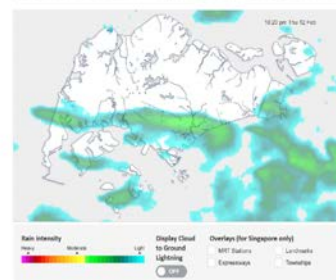 Rain Intensity
Heavy Moderate Light
Display Cloud
to Ground
Lightning
OFF
Overlays (for Singapore only)
MRT Stations Landmarks
Expressways Townships